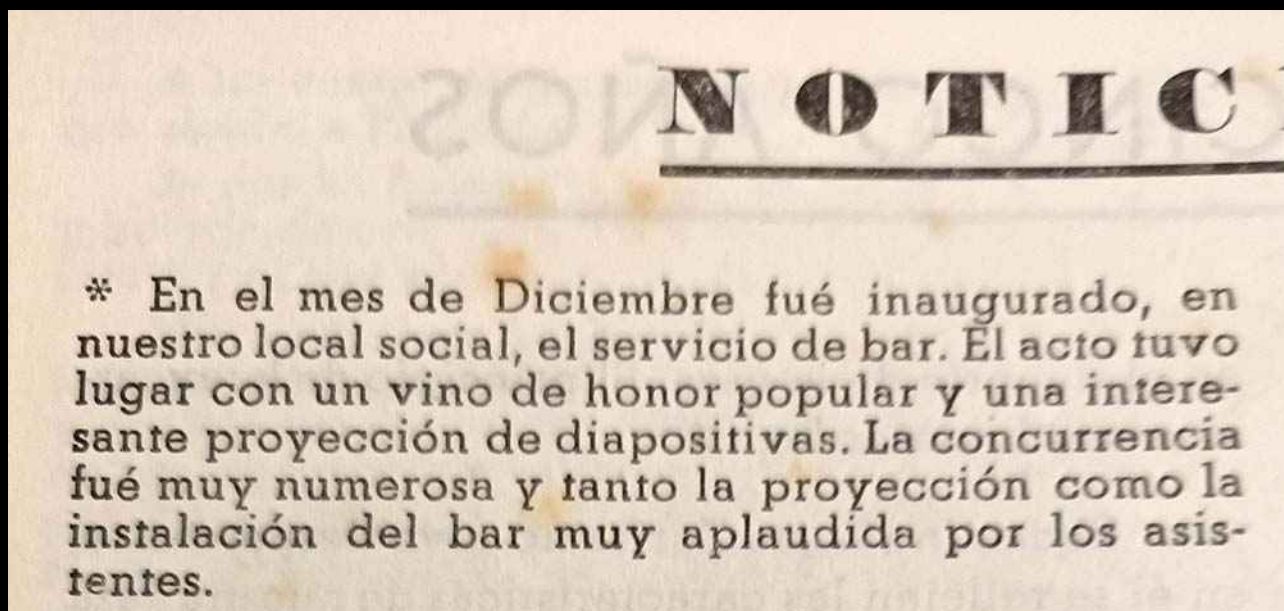 NOTIC
* En el mes de Diciembre fué inaugurado, en
nuestro local social, el servicio de bar. El acto tuvo
lugar con un vino de honor popular y una intere-
sante proyección de diapositivas. La concurrencia
fué muy numerosa y tanto la proyección como la
instalación del bar muy aplaudida por los asis-
tentes.